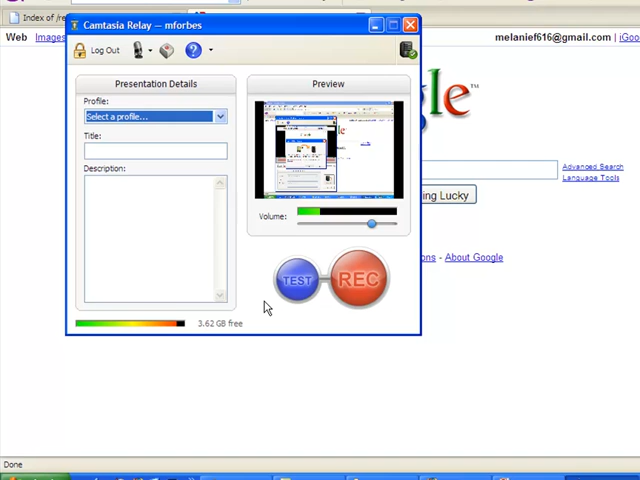 Index of /re
Camtasia Relay – mforbes
Web Images
melanief616@gmail.com | iGoo
Log Out
Presentation Details
Preview
Profile:
Select a profile...
Title:
Description:
Volume:
gle™
Advanced Search
Language Tools
ing Lucky
ons - About Google
TEST
REC
3.62 GB free
Done